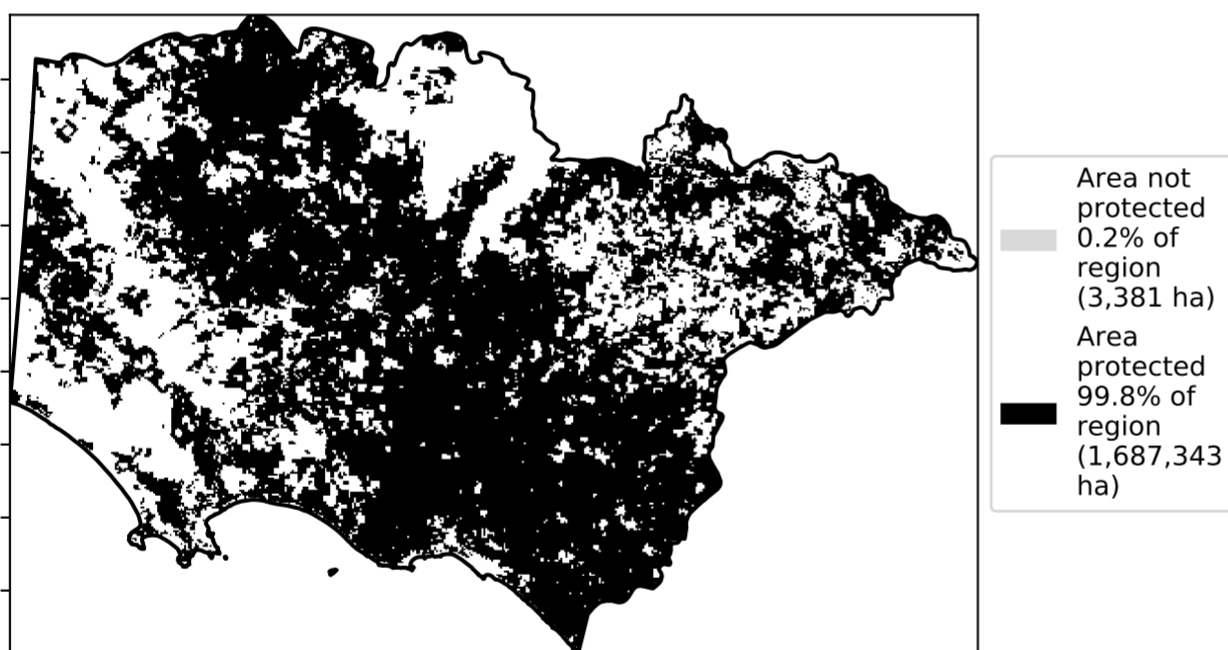 Area not
protected
0.2% of
region
(3,381 ha)
Area
protected
99.8% of
region
(1,687,343
ha)